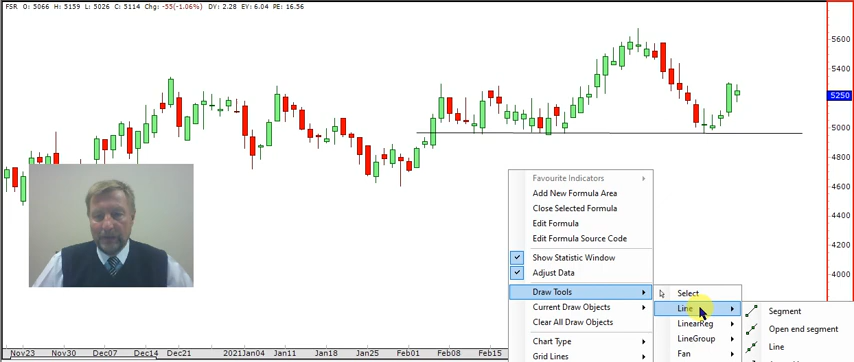 FSR O: 5066 H: 5159 L: 5026 C: 5114 Chg: -55(-1.06%) DY: 2.28 EY: 6.04 PE: 16.56
5600
5400
5250
5000
4800
4600
4400
4200
4000
Favourite Indicators
Add New Formula Area
Close Selected Formula
Edit Formula
Edit Formula Source Code
Show Statistic Window
Adjust Data
Draw Tools
Current Draw Objects
Clear All Draw Objects
Chart Type
Grid Lines
Select
Line
LinearReg
LineGroup
Fan
Segment
Open end segment
Line
Nov23 Nov30 Dec07 Dec14 Dec21 2021Jan04 Jan11 Jan18 Jan25 Feb01 Feb08 Feb15